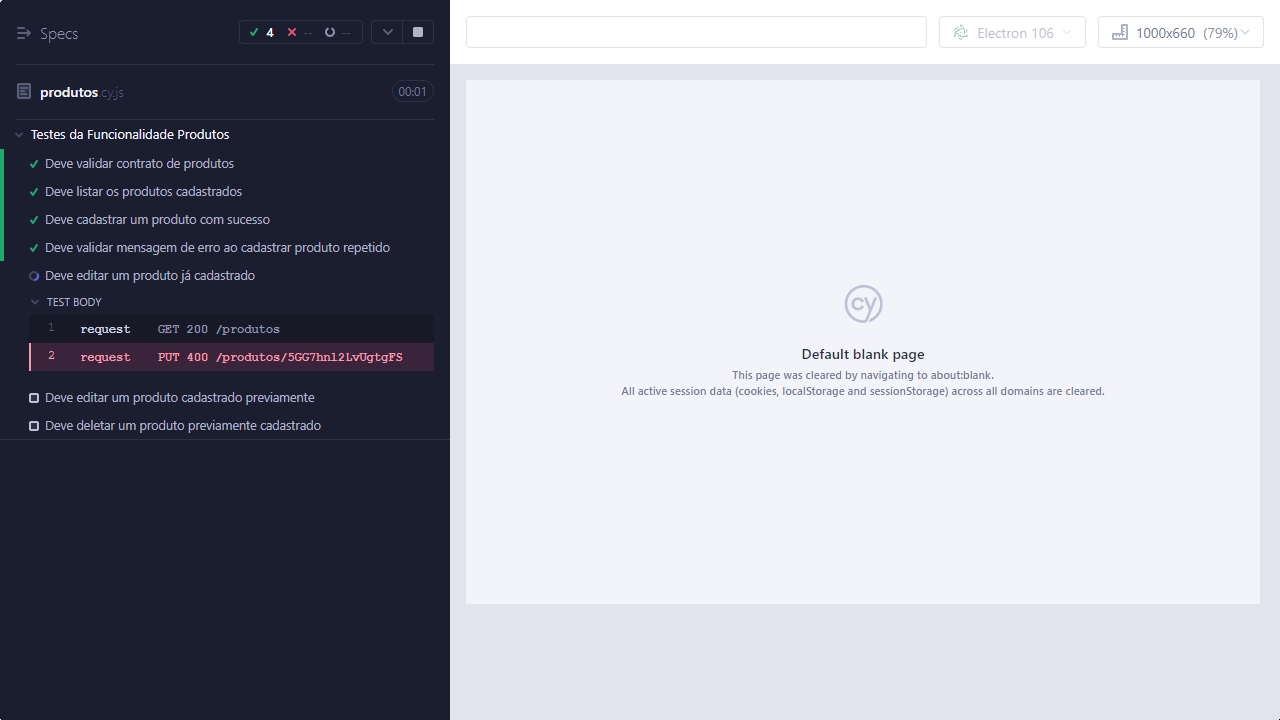 Specs
4 -- --
produtos.cy.js 00:01
Testes da Funcionalidade Produtos
Deve validar contrato de produtos
Deve listar os produtos cadastrados
Deve cadastrar um produto com sucesso
Deve validar mensagem de erro ao cadastrar produto repetido
Deve editar um produto já cadastrado
TEST BODY
1 request GET 200 /produtos
2 request PUT 400 /produtos/5GG7hnl2LvUgtgFS
Deve editar um produto cadastrado previamente
Deve deletar um produto previamente cadastrado
Electron 106
1000x660 (79%)
cy
Default blank page
This page was cleared by navigating to about:blank.
All active session data (cookies, localStorage and sessionStorage) across all domains are cleared.